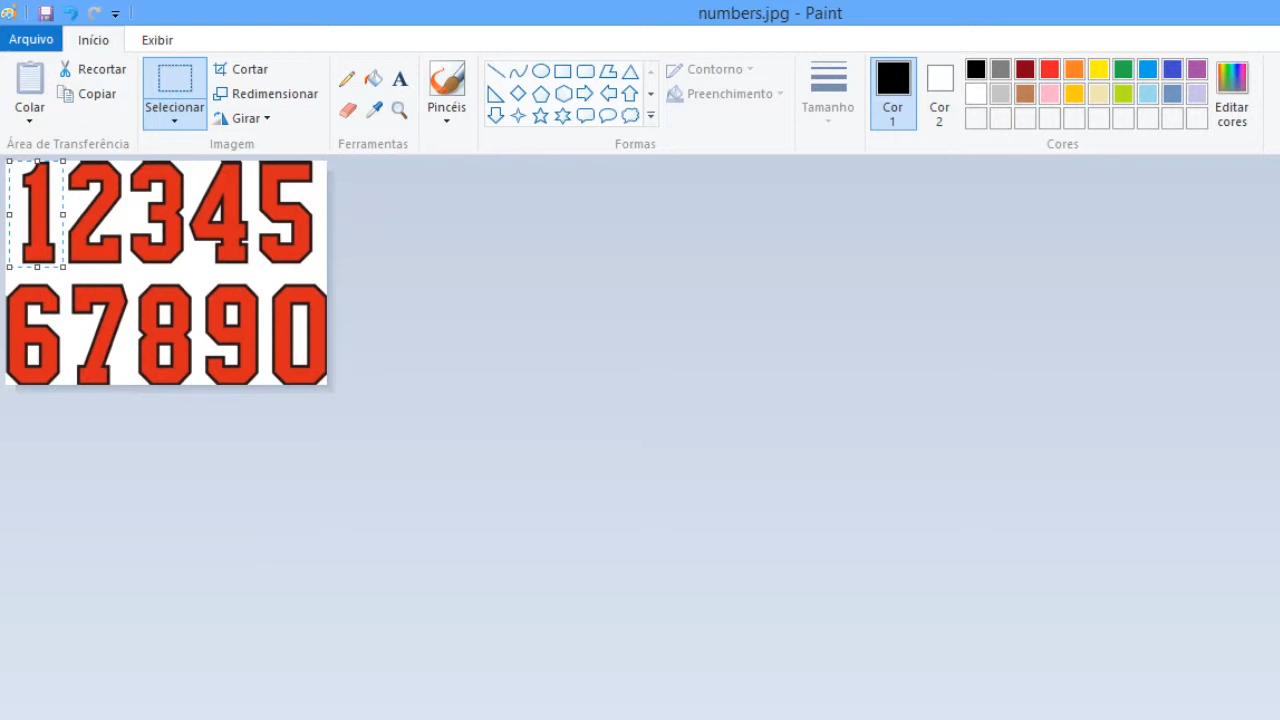 numbers.jpg - Paint
Arquivo Início Exibir
Colar
Recortar
Copiar
Área de Transferência
Selecionar
Cortar
Redimensionar
Girar
Imagem
A
Ferramentas
Pincéis
Contorno
Preenchimento
Formas
Tamanho
Cor
1
Cor
2
Editar
cores
Cores
12345
67890